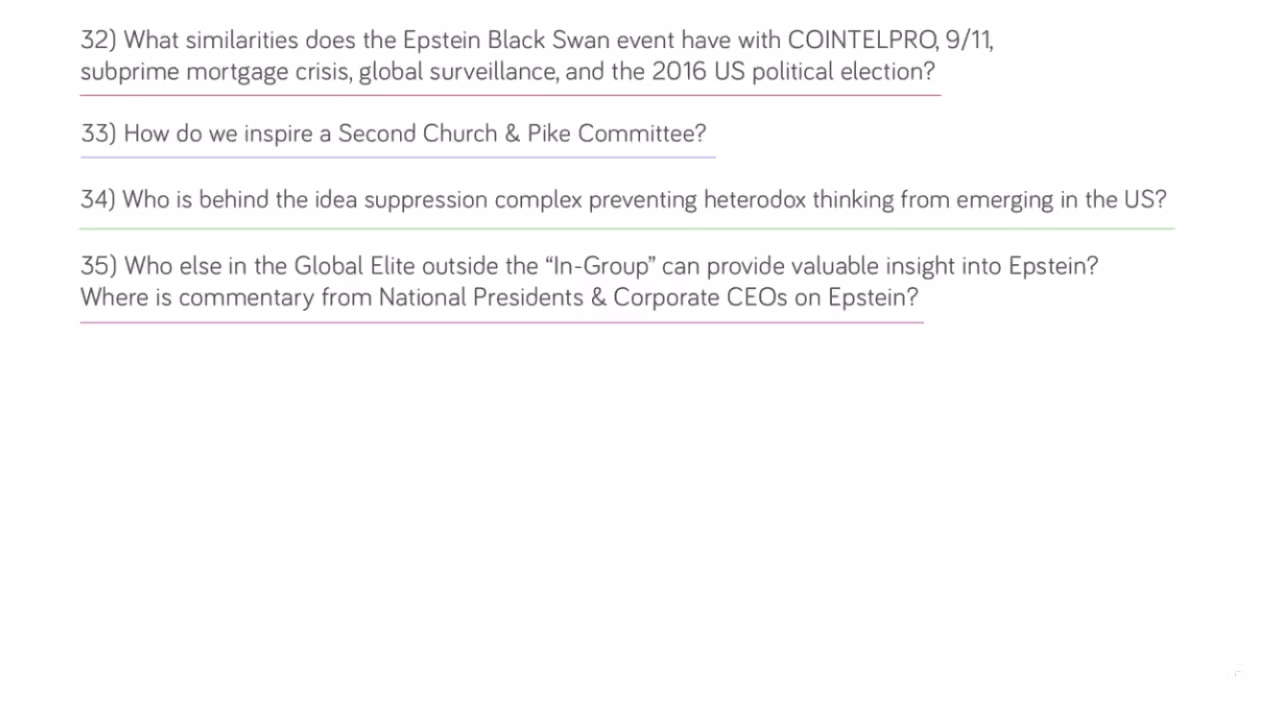 32) What similarities does the Epstein Black Swan event have with COINTELPRO, 9/11,
subprime mortgage crisis, global surveillance, and the 2016 US political election?
33) How do we inspire a Second Church & Pike Committee?
34) Who is behind the idea suppression complex preventing heterodox thinking from emerging in the US?
35) Who else in the Global Elite outside the “In-Group” can provide valuable insight into Epstein?
Where is commentary from National Presidents & Corporate CEOs on Epstein?